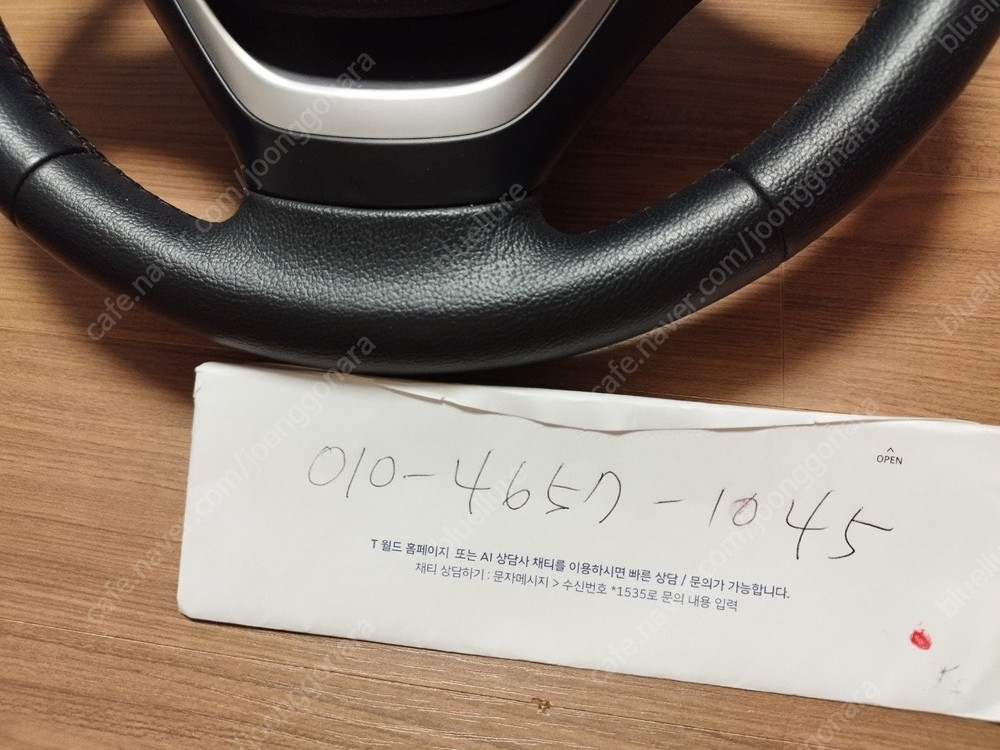 OPEN
010-4657-1045
T 월드 홈페이지 또는 AI 상담사 채티를 이용하시면 빠른 상담 / 문의가 가능합니다.
채티 상담하기 : 문자메시지 > 수신번호 *1535로 문의 내용 입력
cafe.naver.com/joonggonara
bluelilure